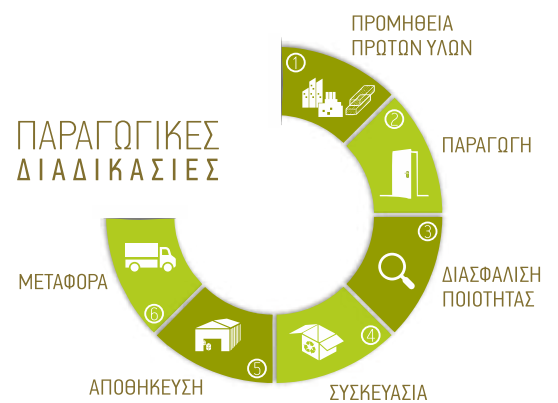 ΠΑΡΑΓΩΓΙΚΕΣ
ΔΙΑΔΙΚΑΣΙΕΣ
1
ΠΡΟΜΗΘΕΙΑ
ΠΡΩΤΩΝ ΥΛΩΝ
2
ΠΑΡΑΓΩΓΗ
3
ΔΙΑΣΦΑΛΙΣΗ
ΠΟΙΟΤΗΤΑΣ
4
ΣΥΣΚΕΥΑΣΙΑ
5
ΑΠΟΘΗΚΕΥΣΗ
6
ΜΕΤΑΦΟΡΑ